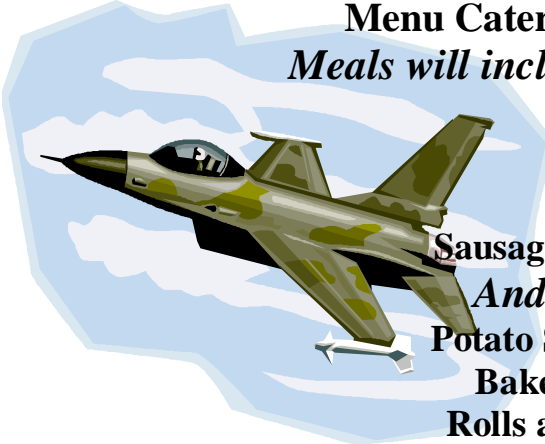 Menu Cater
Meals will incl
Sausag
And
Potato S
Bake
Rolls a